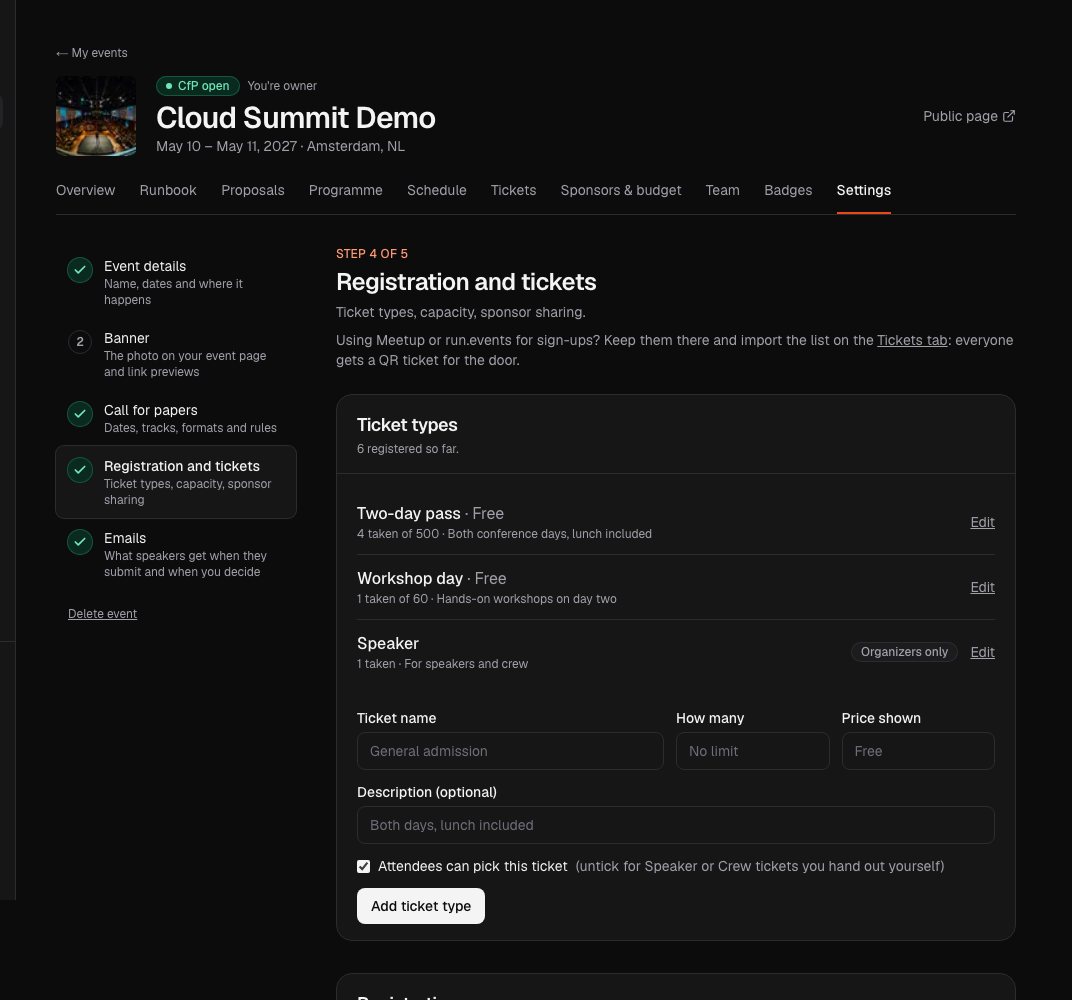 ← My events
CfP open You're owner
Cloud Summit Demo
May 10 – May 11, 2027 · Amsterdam, NL
Public page
Overview Runbook Proposals Programme Schedule Tickets Sponsors & budget Team Badges Settings
Event details
Name, dates and where it
happens
2 Banner
The photo on your event page
and link previews
Call for papers
Dates, tracks, formats and rules
Registration and tickets
Ticket types, capacity, sponsor
sharing
Emails
What speakers get when they
submit and when you decide
Delete event
STEP 4 OF 5
Registration and tickets
Ticket types, capacity, sponsor sharing.
Using Meetup or run.events for sign-ups? Keep them there and import the list on the Tickets tab: everyone
gets a QR ticket for the door.
Ticket types
6 registered so far.
Two-day pass · Free
4 taken of 500 · Both conference days, lunch included
Edit
Workshop day · Free
1 taken of 60 · Hands-on workshops on day two
Edit
Speaker
1 taken · For speakers and crew
Organizers only Edit
Ticket name How many Price shown
General admission No limit Free
Description (optional)
Both days, lunch included
Attendees can pick this ticket (untick for Speaker or Crew tickets you hand out yourself)
Add ticket type